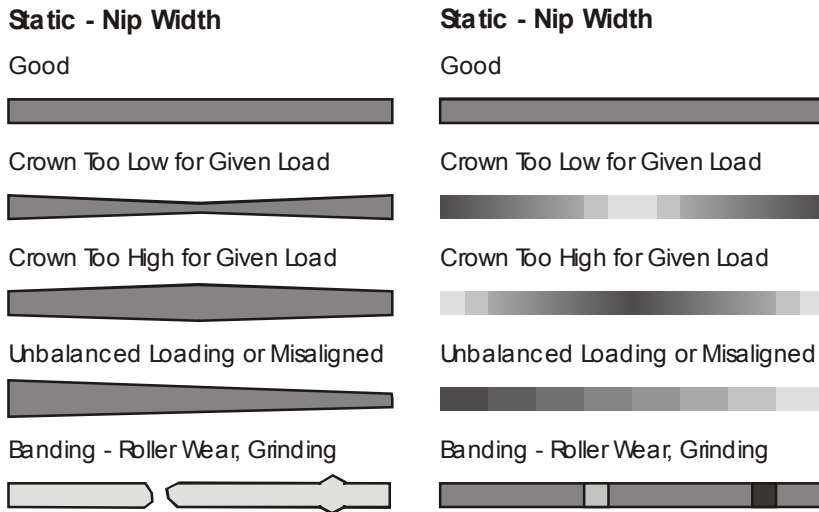 Static - Nip Width
Good
Crown Too Low for Given Load
Crown Too High for Given Load
Unbalanced Loading or Misaligned
Banding - Roller Wear, Grinding
Static - Nip Width
Good
Crown Too Low for Given Load
Crown Too High for Given Load
Unbalanced Loading or Misaligned
Banding - Roller Wear, Grinding